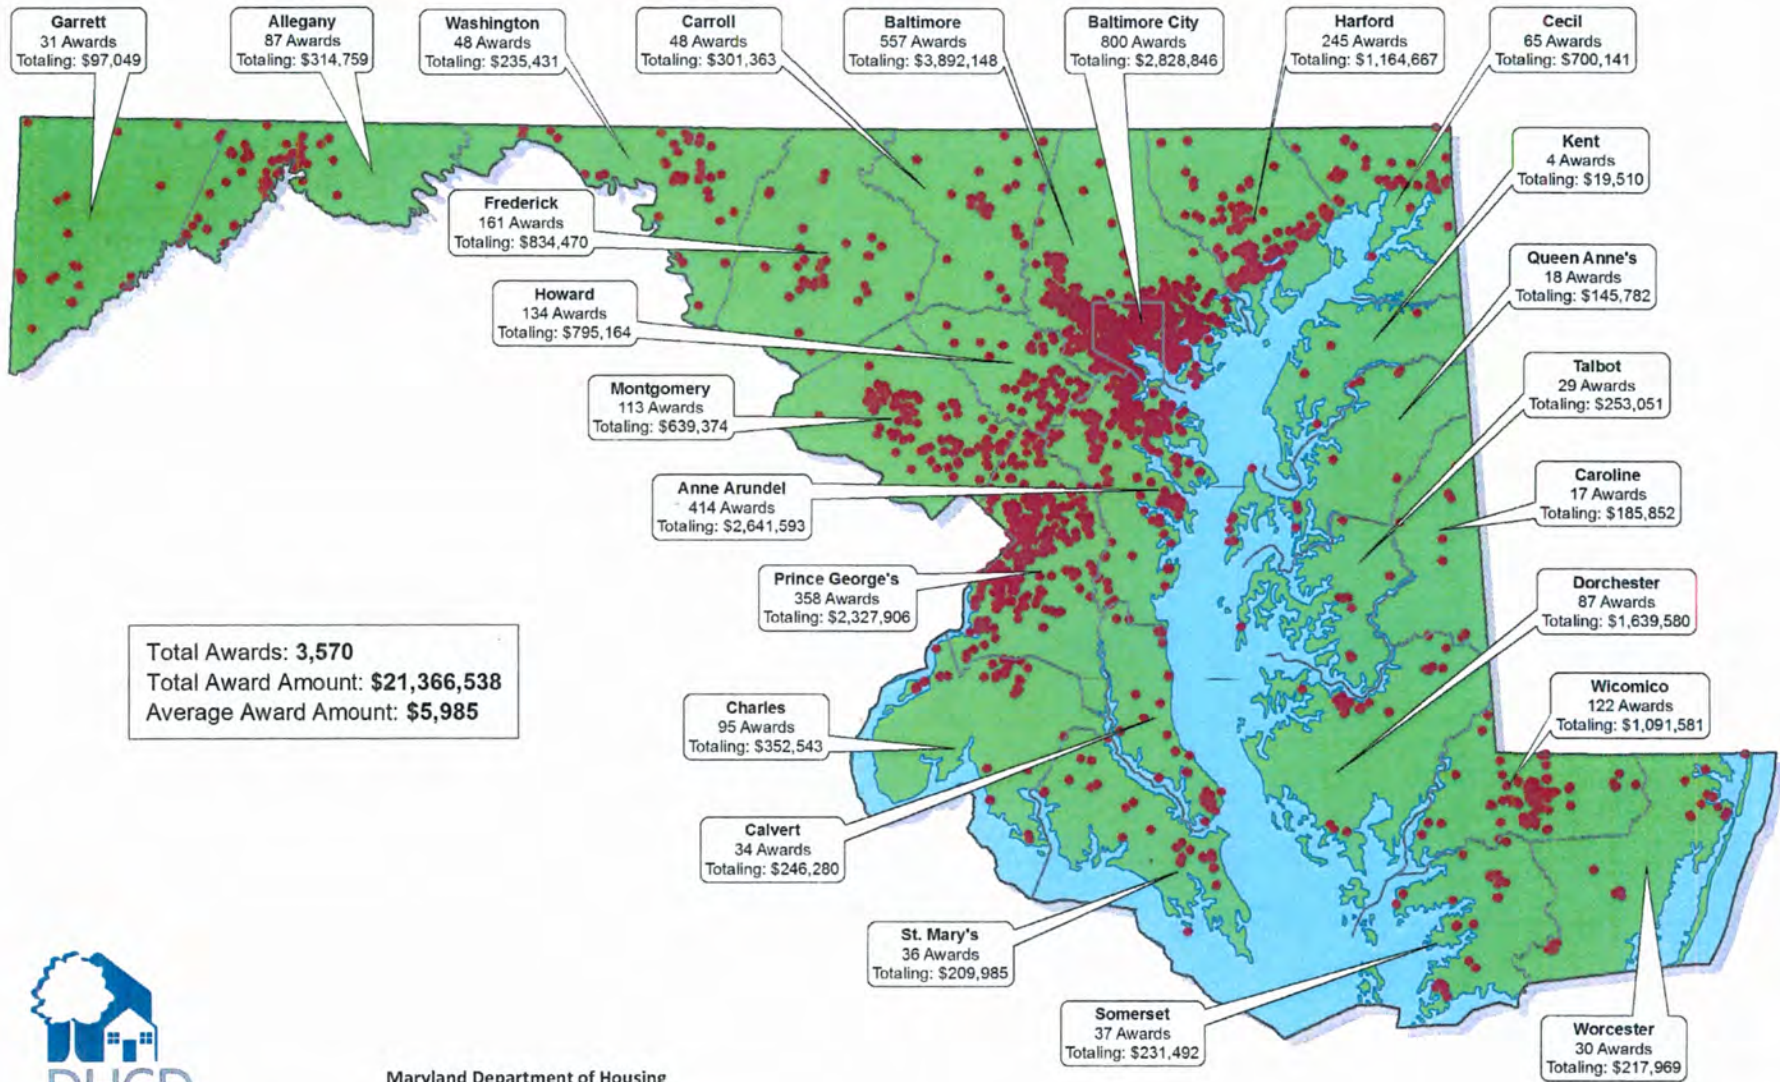 Garrett
31 Awards
Totaling: $97,049
Allegany
87 Awards
Totaling: $314,759
Washington
48 Awards
Totaling: $235,431
Carroll
48 Awards
Totaling: $301,363
Baltimore
557 Awards
Totaling: $3,892,148
Baltimore City
800 Awards
Totaling: $2,828,846
Harford
245 Awards
Totaling: $1,164,667
Cecil
65 Awards
Totaling: $700,141
Kent
4 Awards
Totaling: $19,510
Frederick
161 Awards
Totaling: $834,470
Queen Anne's
18 Awards
Totaling: $145,782
Howard
134 Awards
Totaling: $795,164
Talbot
29 Awards
Totaling: $253,051
Montgomery
113 Awards
Totaling: $639,374
Caroline
17 Awards
Totaling: $185,852
Anne Arundel
414 Awards
Totaling: $2,641,593
Prince George's
358 Awards
Totaling: $2,327,906
Dorchester
87 Awards
Totaling: $1,639,580
Total Awards: 3,570
Total Award Amount: $21,366,538
Average Award Amount: $5,985
Wicomico
122 Awards
Totaling: $1,091,581
Charles
95 Awards
Totaling: $352,543
Calvert
34 Awards
Totaling: $246,280
St. Mary's
36 Awards
Totaling: $209,985
Somerset
37 Awards
Totaling: $231,492
Worcester
30 Awards
Totaling: $217,969
DHCD
Maryland Department of Housing